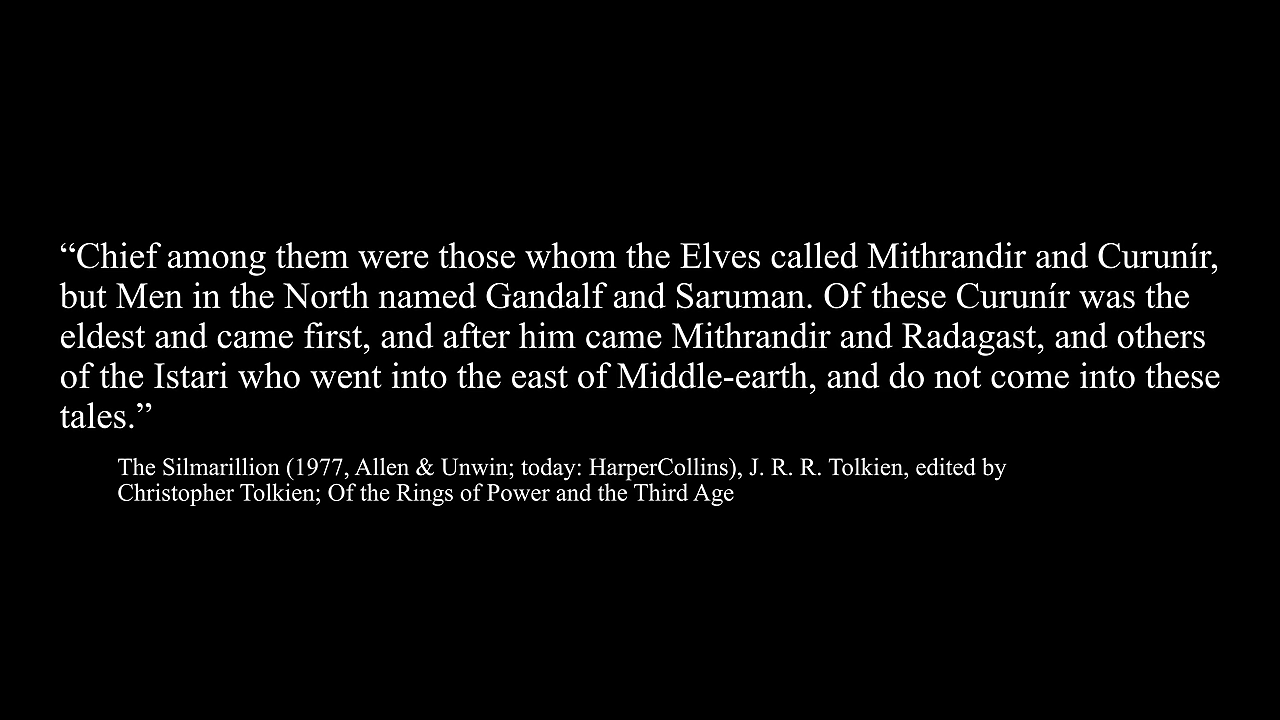 “Chief among them were those whom the Elves called Mithrandir and Curunír,
but Men in the North named Gandalf and Saruman. Of these Curunír was the
eldest and came first, and after him came Mithrandir and Radagast, and others
of the Istari who went into the east of Middle-earth, and do not come into these
tales.”
The Silmarillion (1977, Allen & Unwin; today: HarperCollins), J. R. R. Tolkien, edited by
Christopher Tolkien; Of the Rings of Power and the Third Age